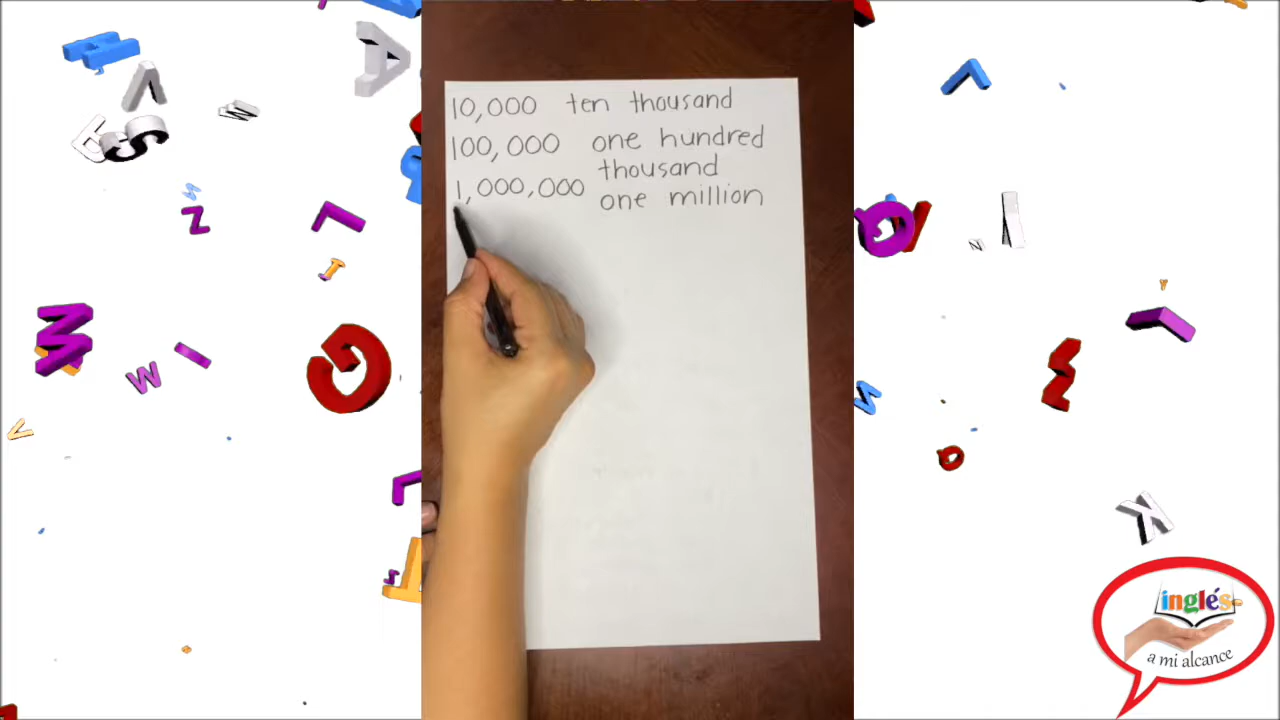 10,000 ten thousand
100,000 one hundred
thousand
1,000,000 one million
inglés
a mi alcance